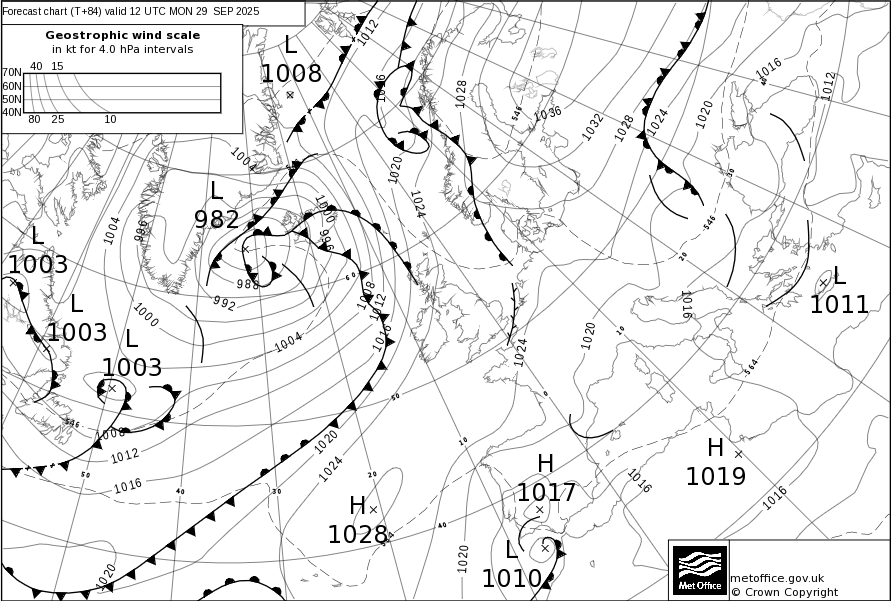 Forecast chart (T+84) valid 12 UTC MON 29 SEP 2025
Geostrophic wind scale
in kt for 4.0 hPa intervals
40 15
70N
60N
50N
40N
80 25 10
L
1008
1012
1016
1028
1036
1032
1028
1024
1020
1016
1012
546
1004
1020
1024
L
982
1000
996
996
1004
546
20
L
1003
988
992
60
1008
1012
1016
L
1011
1016
L
1003
1000
1004
1020
10
L
1003
1024
564
50
0
546
1008
1012
1020
10
1024
H
1019
50
1016
40
30
20
H
1017
1016
1016
H
1028
40
L
1010
1020
1020
Met Office
metoffice.gov.uk
© Crown Copyright